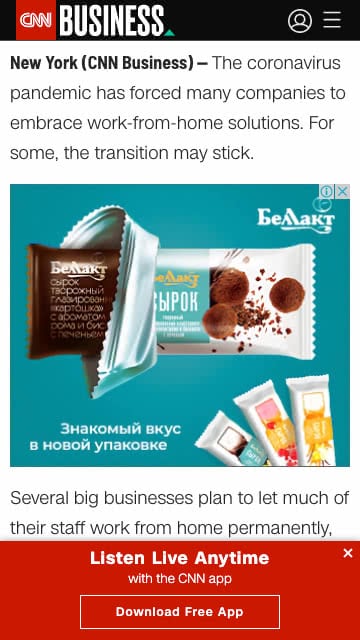 CNN BUSINESS
New York (CNN Business) — The coronavirus
pandemic has forced many companies to
embrace work-from-home solutions. For
some, the transition may stick.
Беллакт
Беллакт
сырок
творожный
глазирован
«картошка»
с ароматом
рома и бис
с печеньем
Беллакт
СЫРОК
Знакомый вкус
в новой упаковке
Several big businesses plan to let much of
their staff work from home permanently,
Listen Live Anytime
with the CNN app
Download Free App